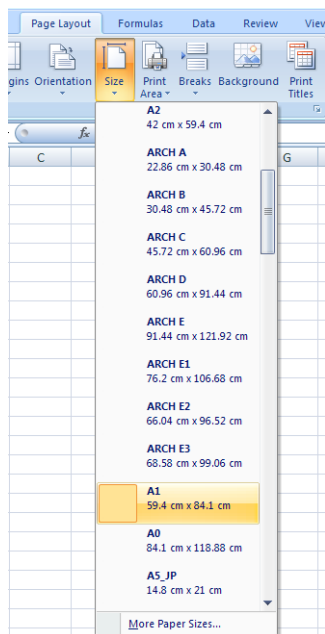 Page Layout Formulas Data Review View
gins Orientation Size Print Area Breaks Background Print Titles
fx
C G
A2
42 cm x 59.4 cm
ARCH A
22.86 cm x 30.48 cm
ARCH B
30.48 cm x 45.72 cm
ARCH C
45.72 cm x 60.96 cm
ARCH D
60.96 cm x 91.44 cm
ARCH E
91.44 cm x 121.92 cm
ARCH E1
76.2 cm x 106.68 cm
ARCH E2
66.04 cm x 96.52 cm
ARCH E3
68.58 cm x 99.06 cm
A1
59.4 cm x 84.1 cm
A0
84.1 cm x 118.88 cm
A5_JP
14.8 cm x 21 cm
More Paper Sizes...